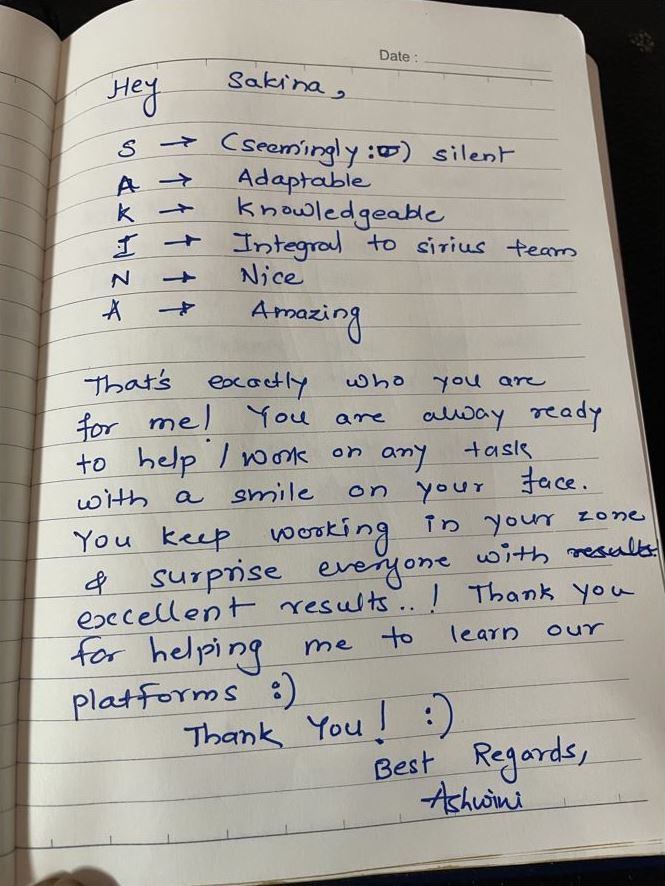 Date :
Hey Sakina,
S → (seemingly :) silent
A → Adaptable
K → Knowledgeable
I → Integral to sirius team
N → Nice
A → Amazing
That's exactly who you are
for me! You are alway ready
to help / work on any task
with a smile on your face.
You keep working in your zone
& surprise everyone with results
excellent results..! Thank you
for helping me to learn our
platforms :)
Thank You! :)
Best Regards,
Ashwini